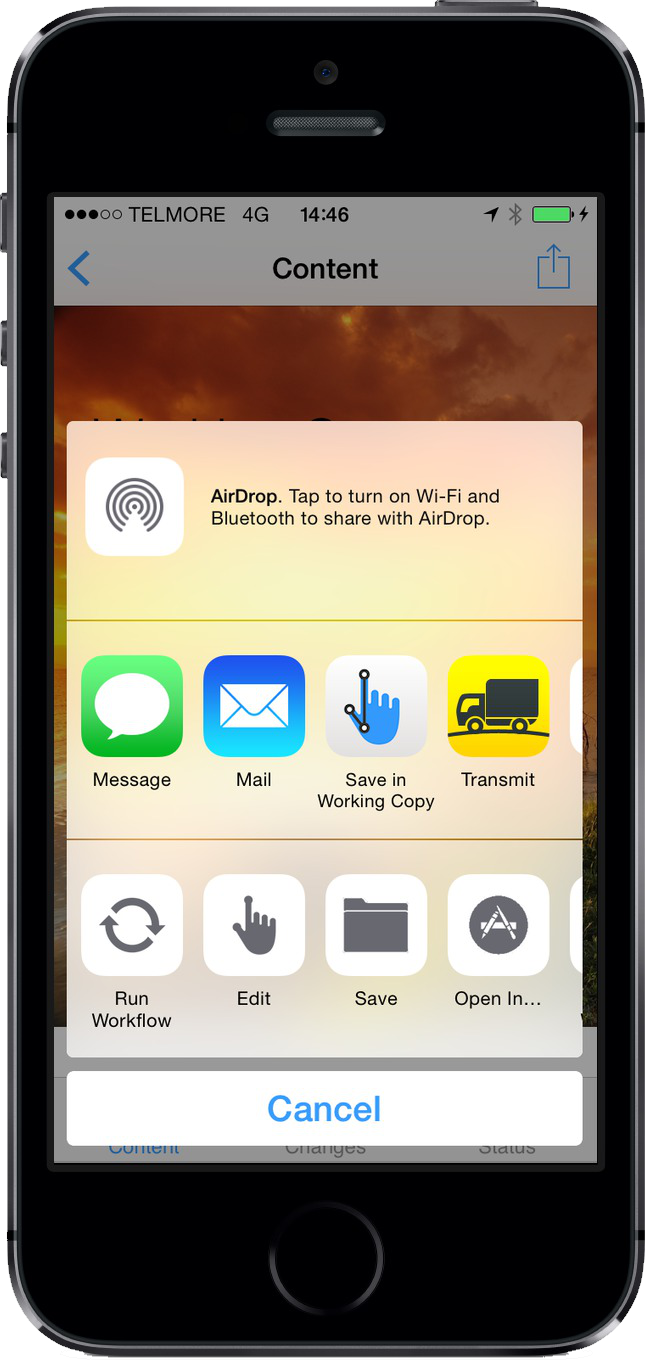 TELMORE 4G 14:46
Content
AirDrop. Tap to turn on Wi-Fi and
Bluetooth to share with AirDrop.
Message
Mail
Save in
Working Copy
Transmit
Run
Workflow
Edit
Save
Open In...
Cancel
Content
Changes
Status